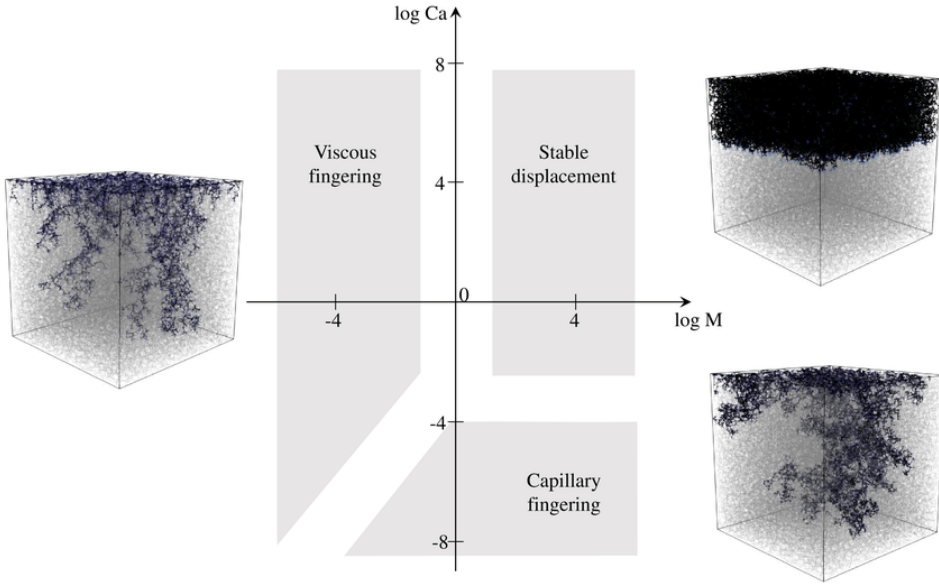 log Ca
8
Viscous
fingering
Stable
displacement
4
0
-4
4
log M
-4
Capillary
fingering
-8